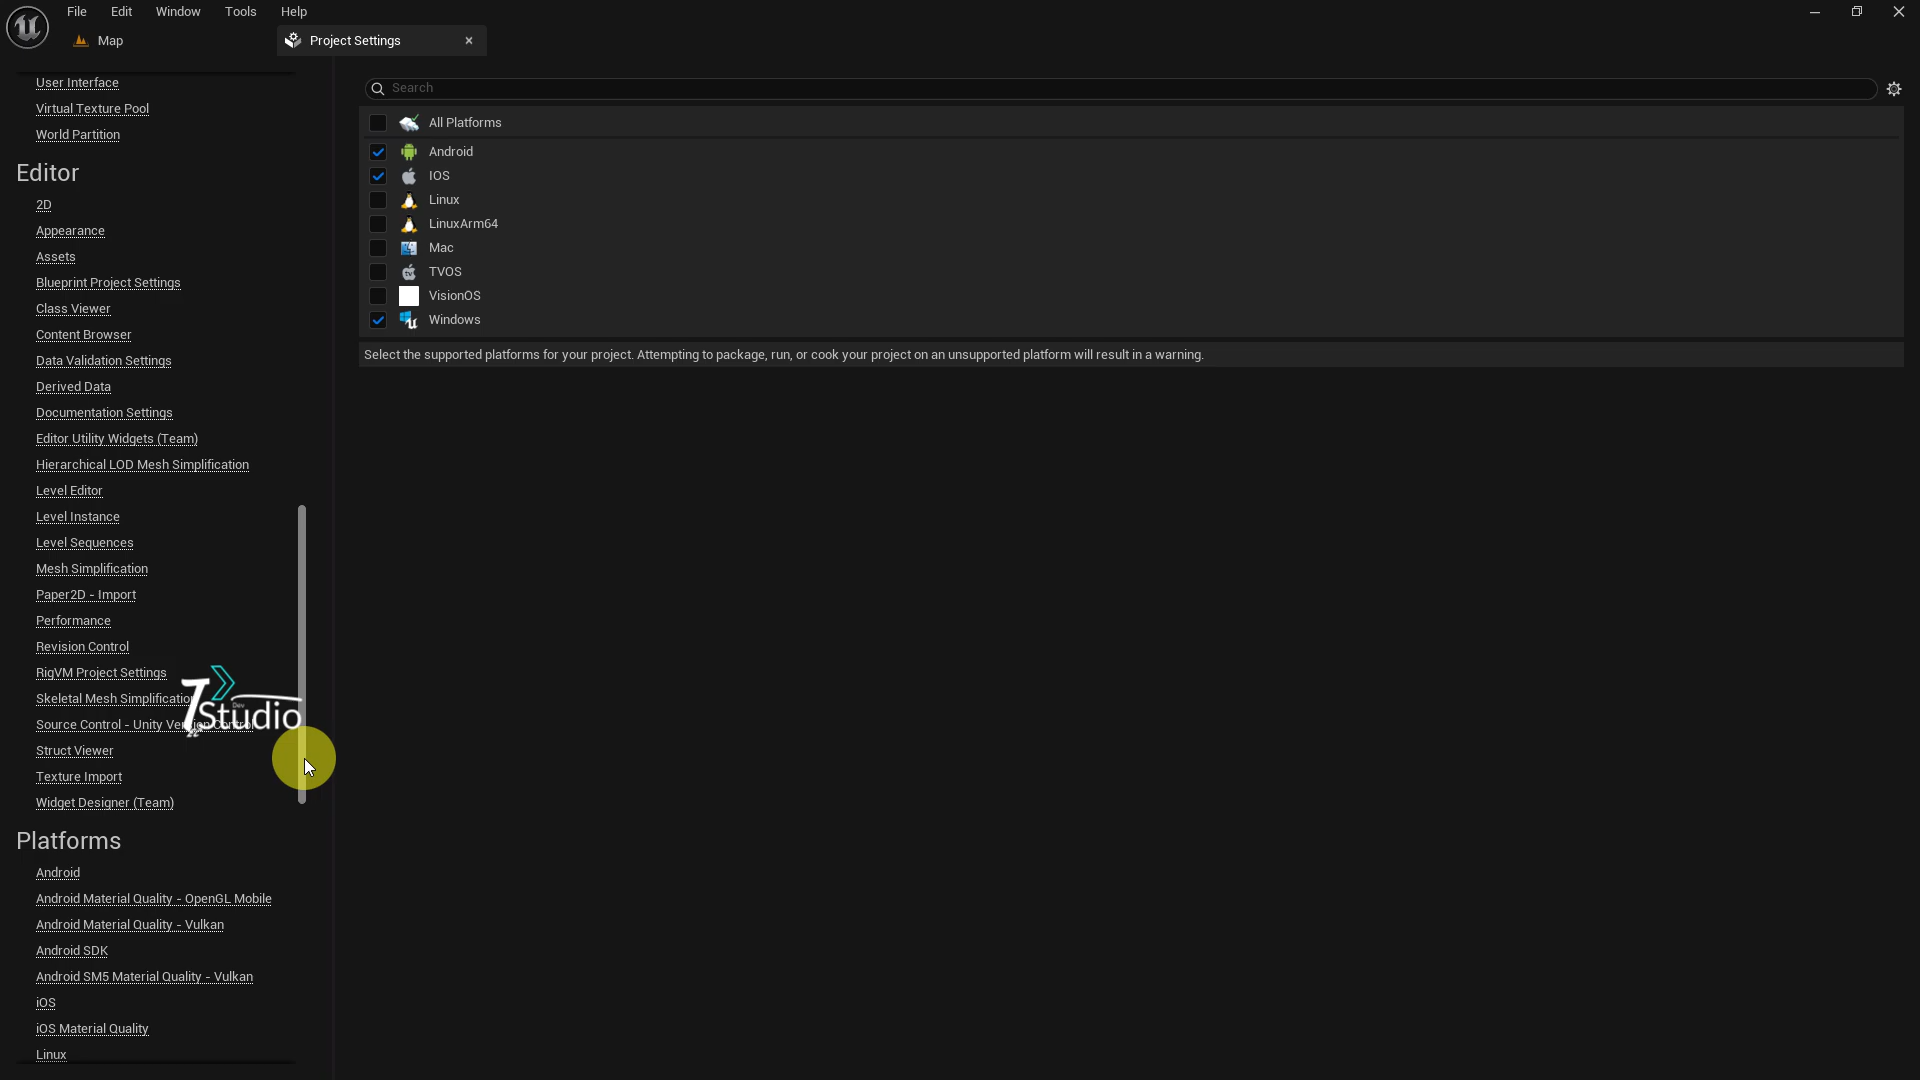 File Edit Window Tools Help
Map
Project Settings
User Interface
Virtual Texture Pool
World Partition
Editor
2D
Appearance
Assets
Blueprint Project Settings
Class Viewer
Content Browser
Data Validation Settings
Derived Data
Documentation Settings
Editor Utility Widgets (Team)
Hierarchical LOD Mesh Simplification
Level Editor
Level Instance
Level Sequences
Mesh Simplification
Paper2D - Import
Performance
Revision Control
RigVM Project Settings
Skeletal Mesh Simplification
Source Control - Unity Version Control
Struct Viewer
Texture Import
Widget Designer (Team)
Platforms
Android
Android Material Quality - OpenGL Mobile
Android Material Quality - Vulkan
Android SDK
Android SM5 Material Quality - Vulkan
iOS
iOS Material Quality
Linux
7
Dev
Studio
Search
All Platforms
Android
IOS
Linux
LinuxArm64
Mac
TVOS
VisionOS
Windows
Select the supported platforms for your project. Attempting to package, run, or cook your project on an unsupported platform will result in a warning.